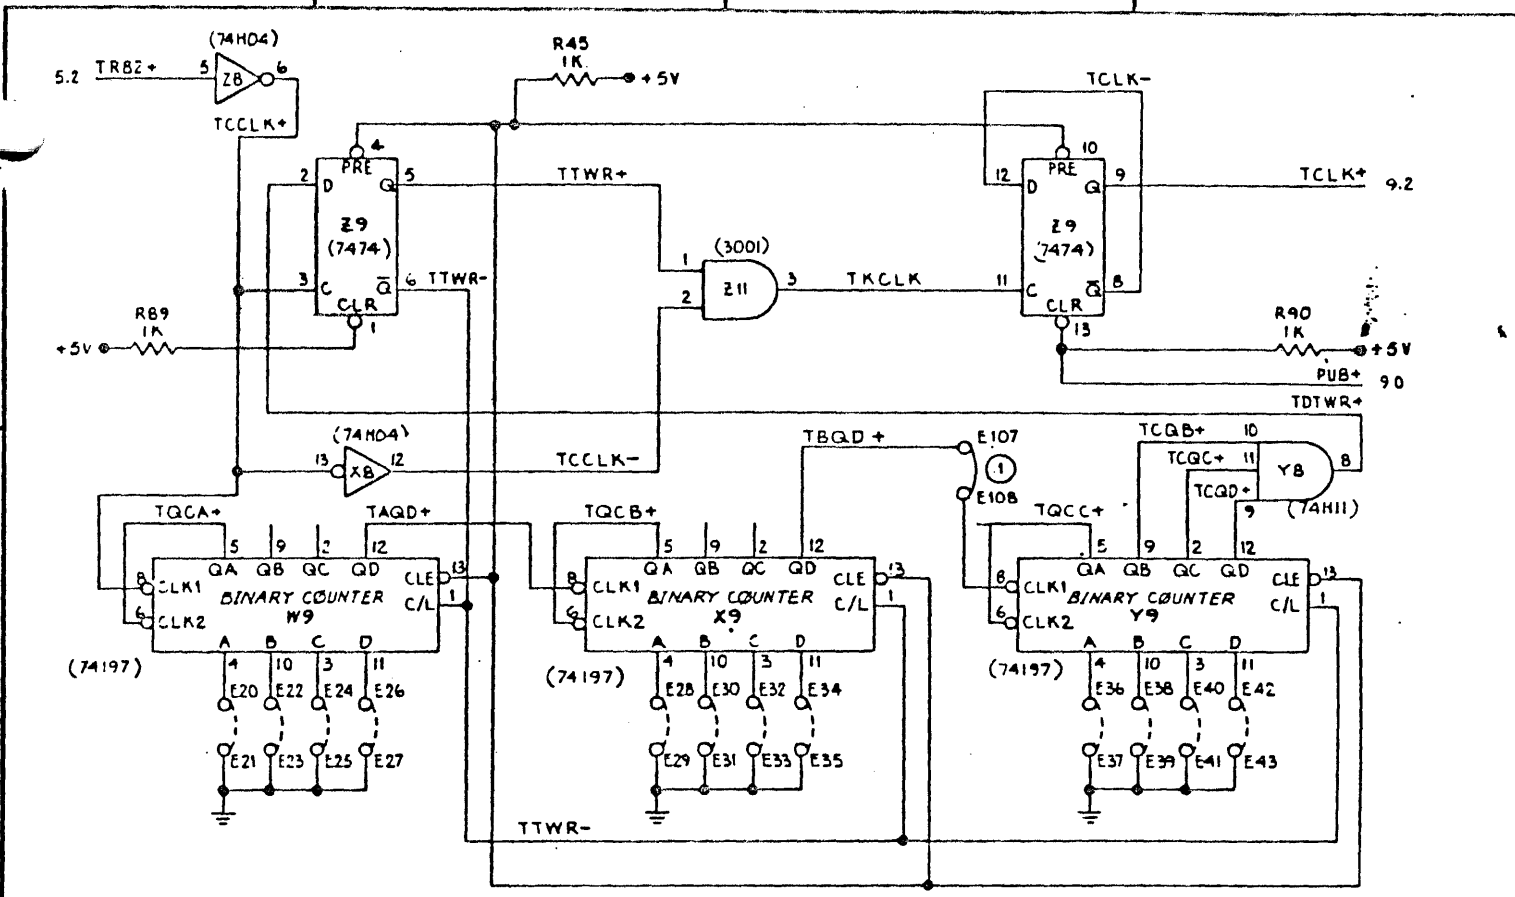 (74H04)
5.2 TRB2+ 5 Z8 6
R45
1K
+5V
TCLK-
TCCLK+
4
PRE
10
PRE
2 D Q 5 TTWR+
12 D Q 9 TCLK+ 9.2
Z9
(7474)
Z9
(7474)
(3001)
1
Z11
2
3 TKCLK
3 C Q 6 TTWR-
11 C Q 8
CLR
1
CLR
13
R89
1K
+5V
R90
1K
+5V
PUB+ 90
TDTWR+
(74H04)
13 X8 12 TCCLK-
TBQD+
E107
1
E108
TCQB+ 10
TCQC+ 11
TCQD+ 9
Y8 8
(74H11)
TQCA+ TAQD+
TQCB+
TQCC+
5 9 2 12
QA QB QC QD
8 CLK1
6 CLK2
CLE 13
C/L 1
BINARY COUNTER
W9
A B C D
4 10 3 11
(74197)
E20 E22 E24 E26
E21 E23 E25 E27
5 9 2 12
QA QB QC QD
8 CLK1
6 CLK2
CLE 13
C/L 1
BINARY COUNTER
X9
A B C D
4 10 3 11
(74197)
E28 E30 E32 E34
E29 E31 E33 E35
5 9 2 12
QA QB QC QD
8 CLK1
6 CLK2
CLE 13
C/L 1
BINARY COUNTER
Y9
A B C D
4 10 3 11
(74197)
E36 E38 E40 E42
E37 E39 E41 E43
TTWR-